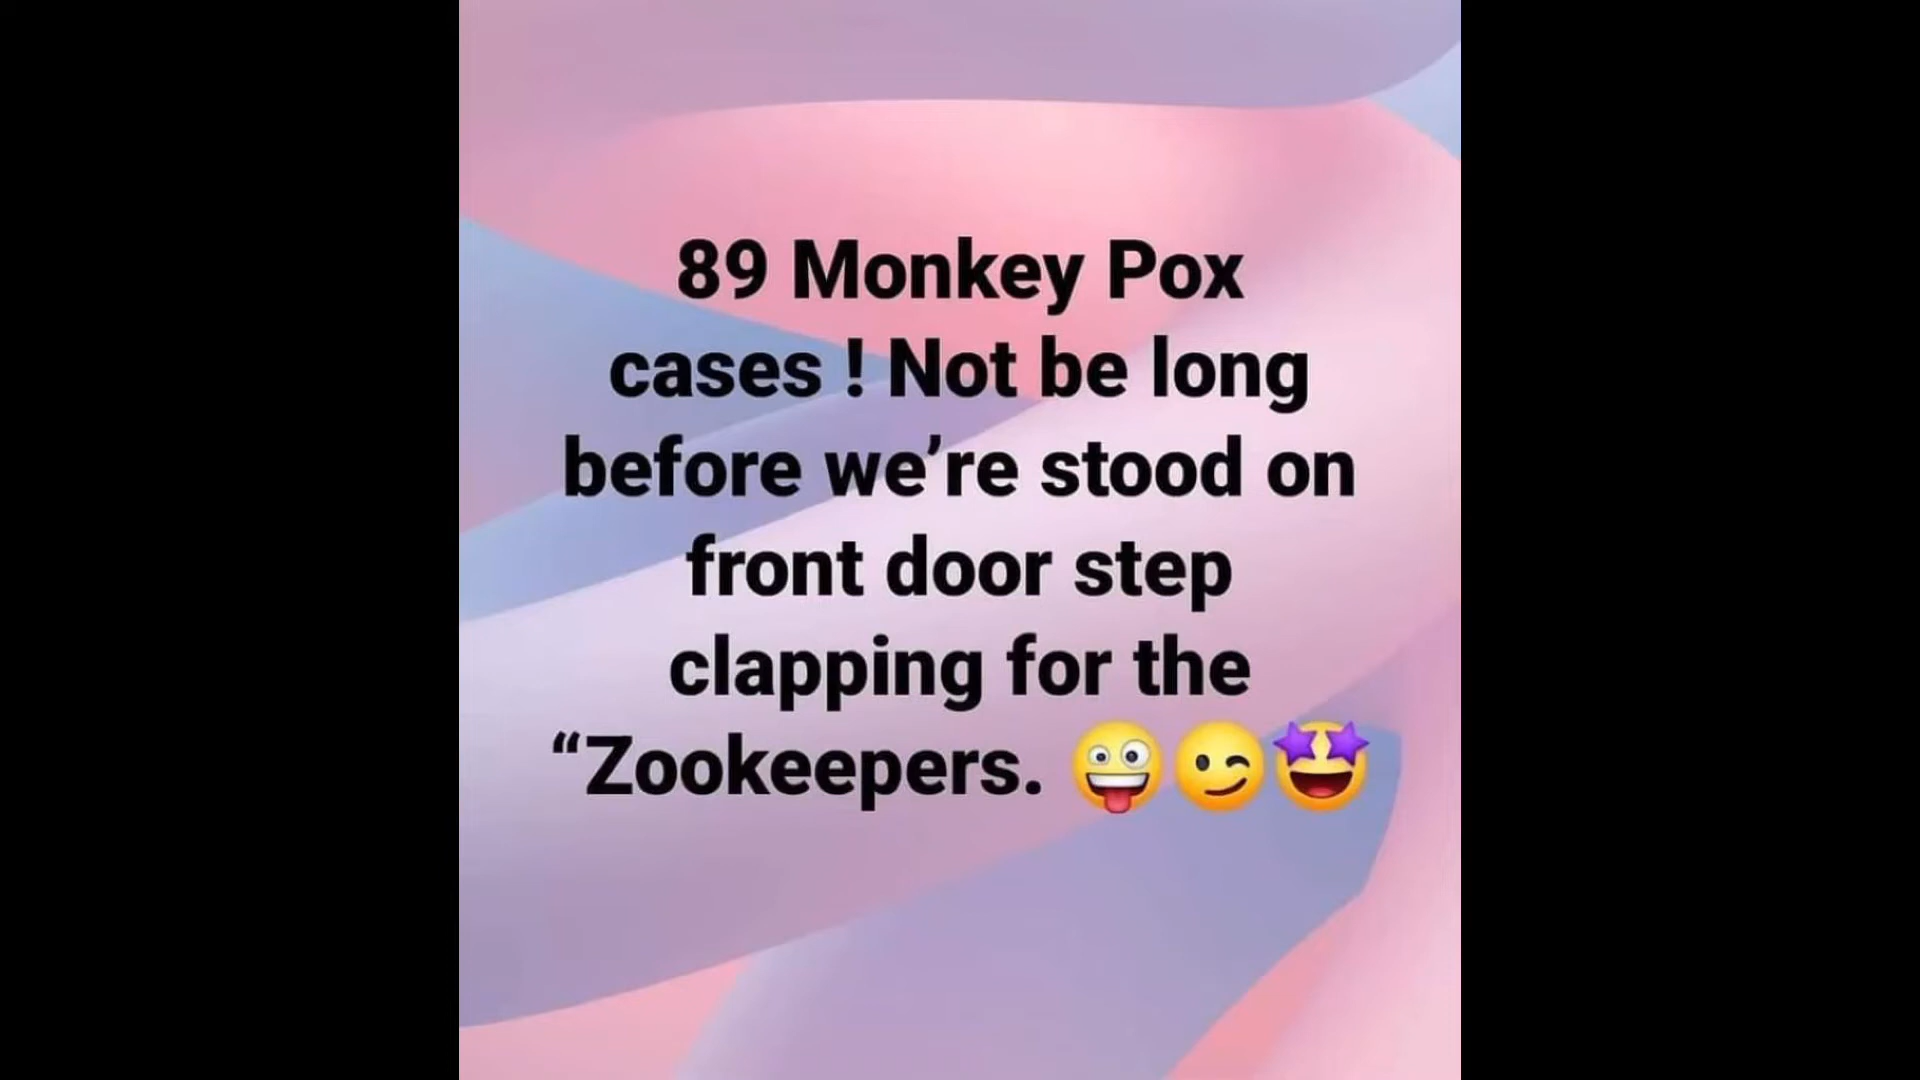 89 Monkey Pox
cases ! Not be long
before we’re stood on
front door step
clapping for the
“Zookeepers. 🤪😉🤩